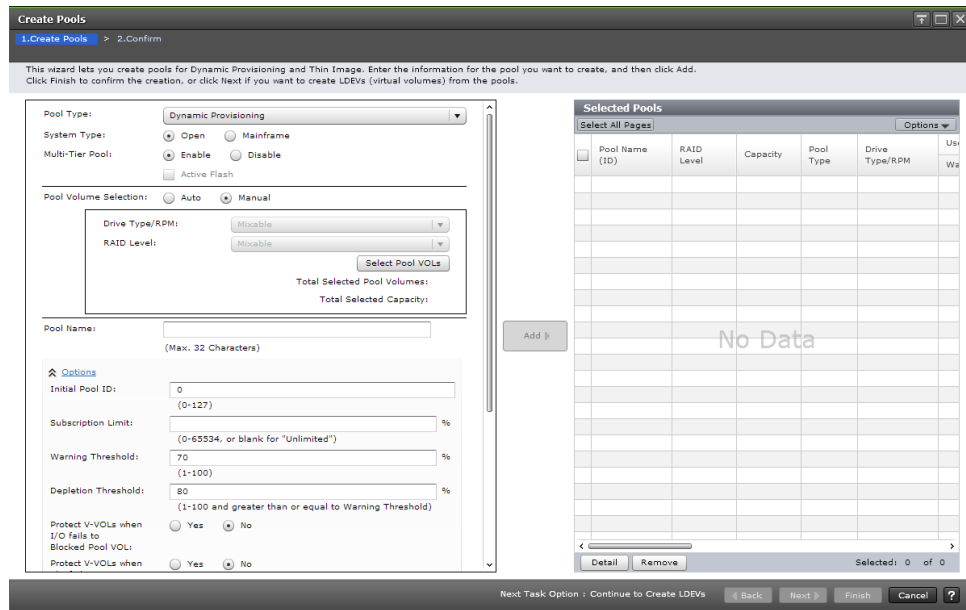 Create Pools
1.Create Pools > 2.Confirm
This wizard lets you create pools for Dynamic Provisioning and Thin Image. Enter the information for the pool you want to create, and then click Add.
Click Finish to confirm the creation, or click Next if you want to create LDEVs (virtual volumes) from the pools.
Pool Type: Dynamic Provisioning
System Type: Open Mainframe
Multi-Tier Pool: Enable Disable
Active Flash
Pool Volume Selection: Auto Manual
Drive Type/RPM: Mixable
RAID Level: Mixable
Select Pool VOLs
Total Selected Pool Volumes:
Total Selected Capacity:
Pool Name:
(Max. 32 Characters)
Options
Initial Pool ID: 0
(0-127)
Subscription Limit: %
(0-65534, or blank for "Unlimited")
Warning Threshold: 70 %
(1-100)
Depletion Threshold: 80 %
(1-100 and greater than or equal to Warning Threshold)
Protect V-VOLs when Yes No
I/O fails to
Blocked Pool VOL:
Protect V-VOLs when Yes No
Add
Selected Pools
Select All Pages Options
Pool Name (ID) RAID Level Capacity Pool Type Drive Type/RPM
No Data
Detail Remove Selected: 0 of 0
Next Task Option : Continue to Create LDEVs Back Next Finish Cancel ?